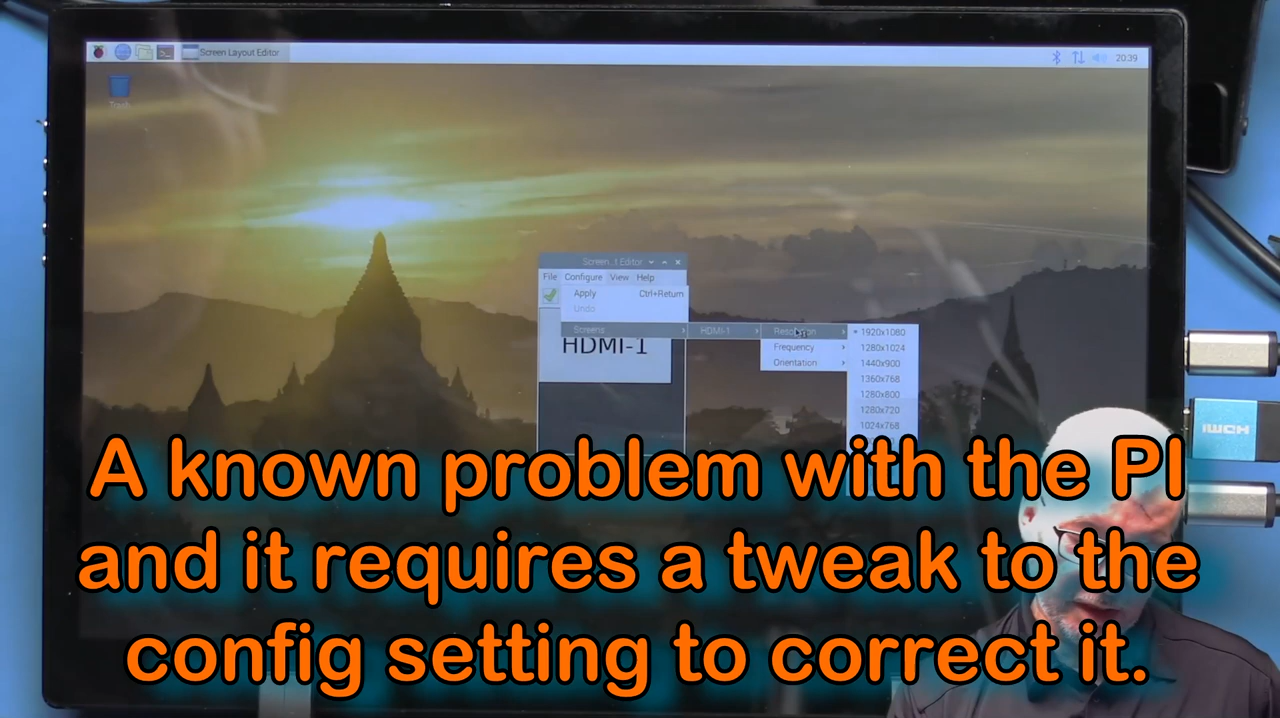 Screen Layout Editor
20:39
Trash
Screen...t Editor
File Configure View Help
Apply Ctrl+Return
Undo
Screens HDMI-1 Resolution 1920x1080
HDMI-1
Frequency 1280x1024
Orientation 1440x900
1360x768
1280x800
1280x720
1024x768
A known problem with the PI
and it requires a tweak to the
config setting to correct it.